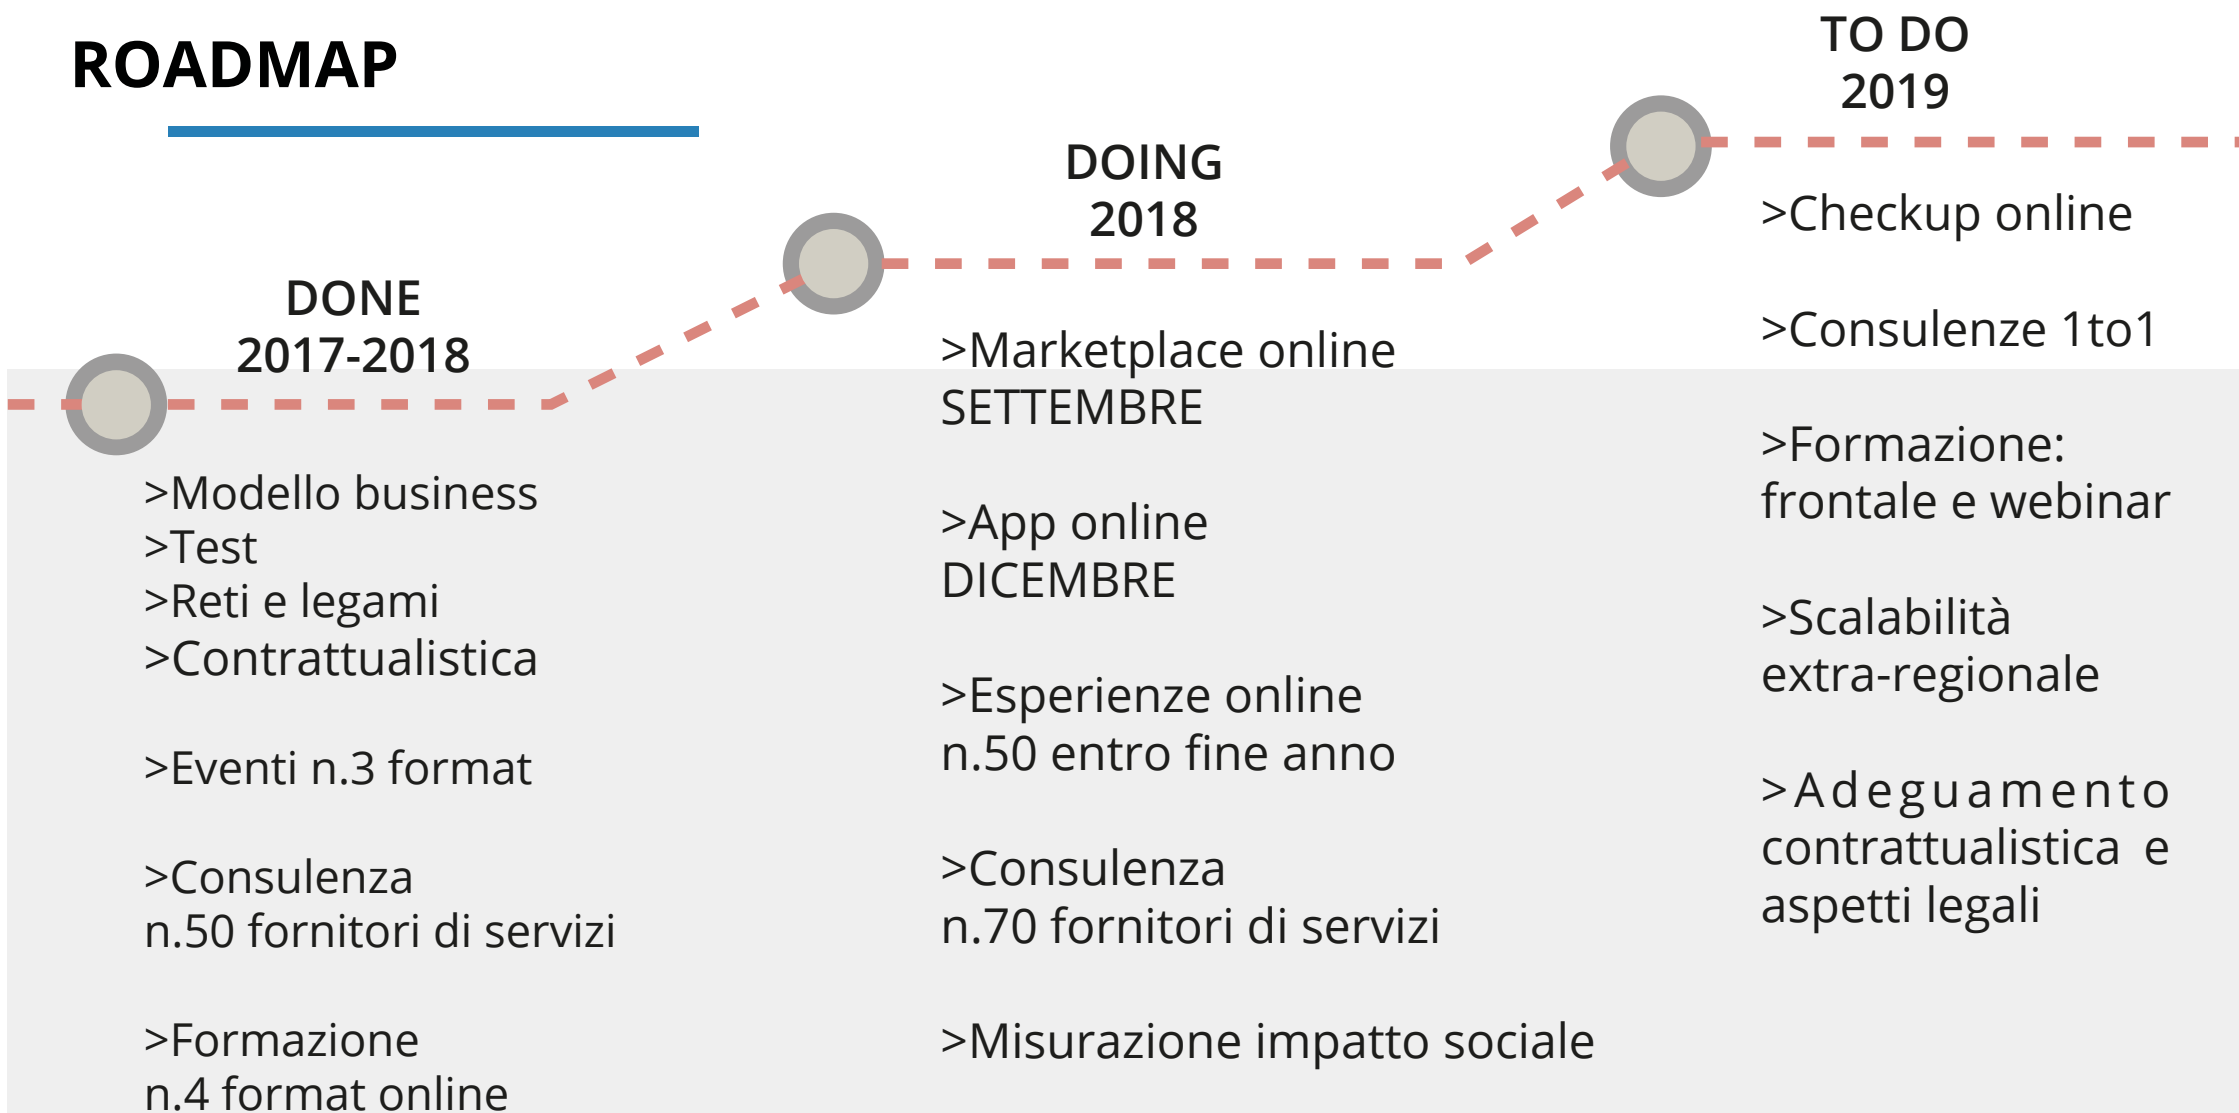 ROADMAP
DONE
2017-2018
>Modello business
>Test
>Reti e legami
>Contrattualistica
>Eventi n.3 format
>Consulenza
n.50 fornitori di servizi
>Formazione
n.4 format online
DOING
2018
>Marketplace online
SETTEMBRE
>App online
DICEMBRE
>Esperienze online
n.50 entro fine anno
>Consulenza
n.70 fornitori di servizi
>Misurazione impatto sociale
TO DO
2019
>Checkup online
>Consulenze 1to1
>Formazione:
frontale e webinar
>Scalabilità
extra-regionale
>Adeguamento
contrattualistica e
aspetti legali